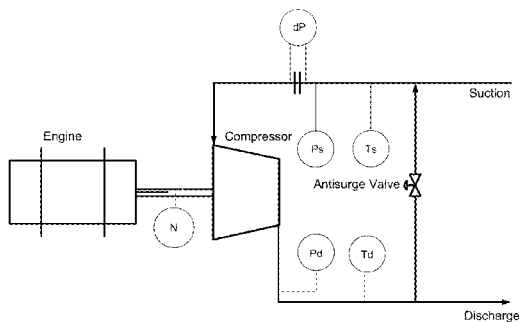 dP
Suction
Engine
Compressor
Ps
Ts
Antisurge Valve
N
Pd
Td
Discharge